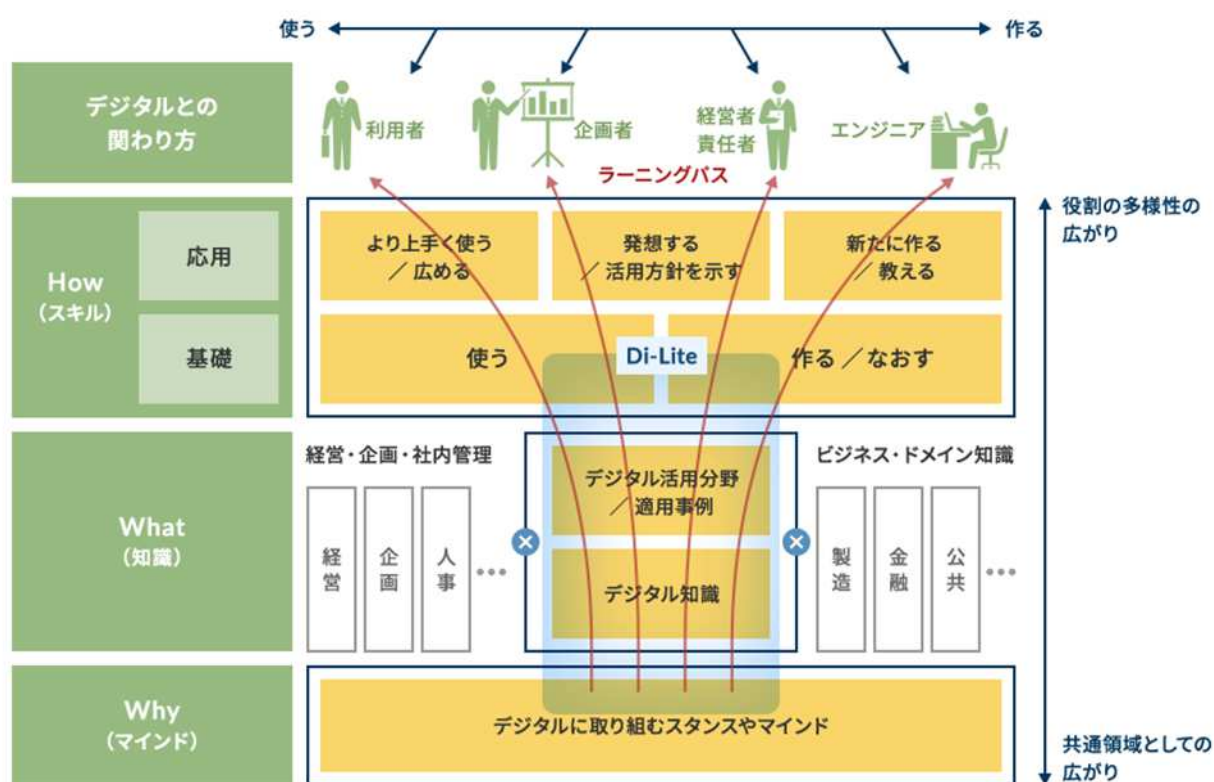 使う
作る
デジタルとの
関わり方
利用者
企画者
経営者
責任者
エンジニア
ラーニングパス
役割の多様性の
広がり
How
(スキル)
応用
より上手く使う
／広める
発想する
／活用方針を示す
新たに作る
／教える
基礎
使う
Di-Lite
作る／なおす
What
(知識)
経営・企画・社内管理
経営
企画
人事
•••
デジタル活用分野
／適用事例
デジタル知識
ビジネス・ドメイン知識
製造
金融
公共
•••
Why
(マインド)
デジタルに取り組むスタンスやマインド
共通領域としての
広がり